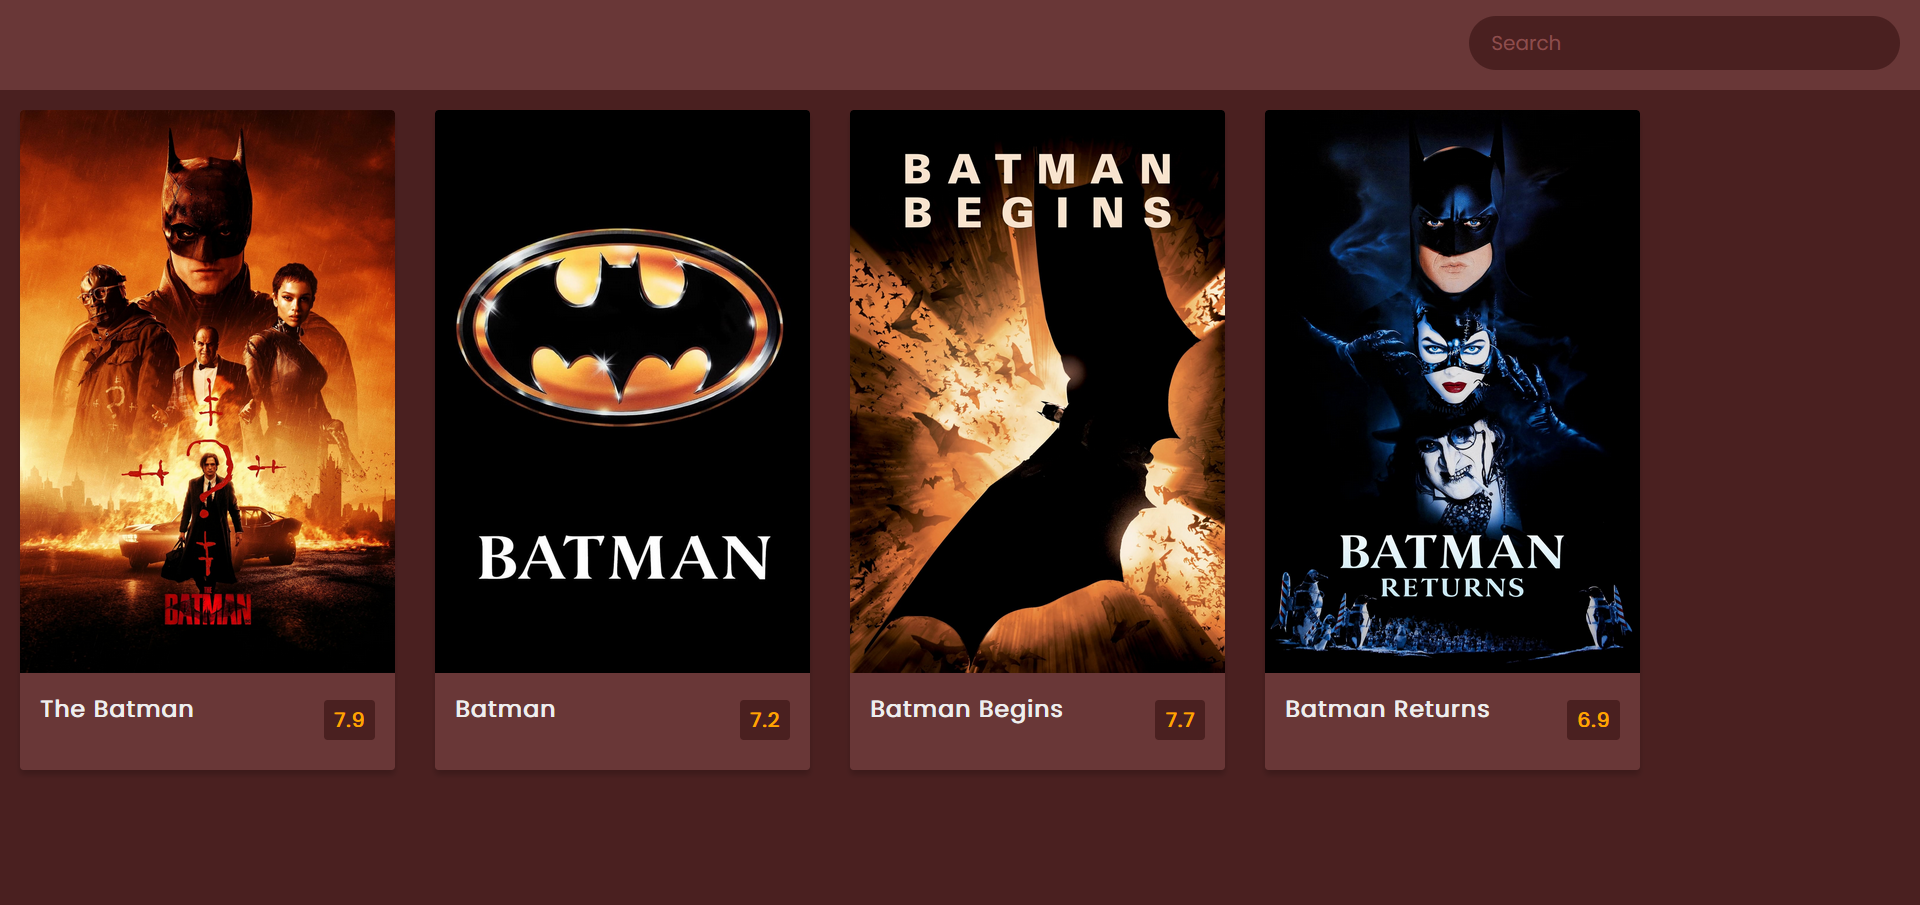 Search
BATMAN
BATMAN
BATMAN
BEGINS
BATMAN
RETURNS
The Batman
7.9
Batman
7.2
Batman Begins
7.7
Batman Returns
6.9